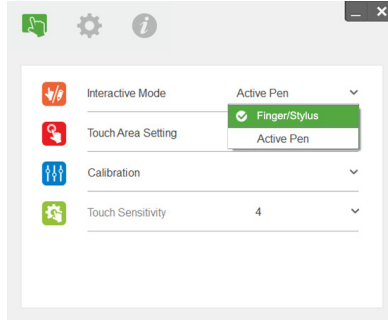 Interactive Mode Active Pen
Finger/Stylus
Touch Area Setting
Active Pen
Calibration
Touch Sensitivity 4